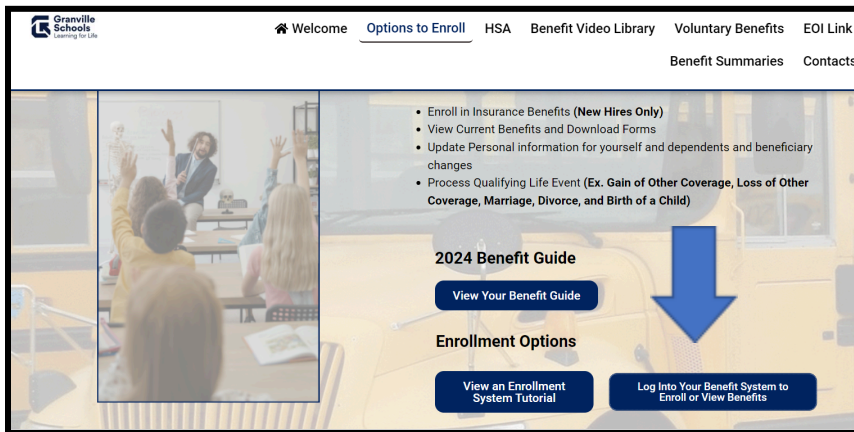 Granville
Schools
Learning for Life
Welcome Options to Enroll HSA Benefit Video Library Voluntary Benefits EOI Link
Benefit Summaries Contacts
Enroll in Insurance Benefits (New Hires Only)
View Current Benefits and Download Forms
Update Personal information for yourself and dependents and beneficiary
changes
Process Qualifying Life Event (Ex. Gain of Other Coverage, Loss of Other
Coverage, Marriage, Divorce, and Birth of a Child)
2024 Benefit Guide
View Your Benefit Guide
Enrollment Options
View an Enrollment
System Tutorial
Log Into Your Benefit System to
Enroll or View Benefits